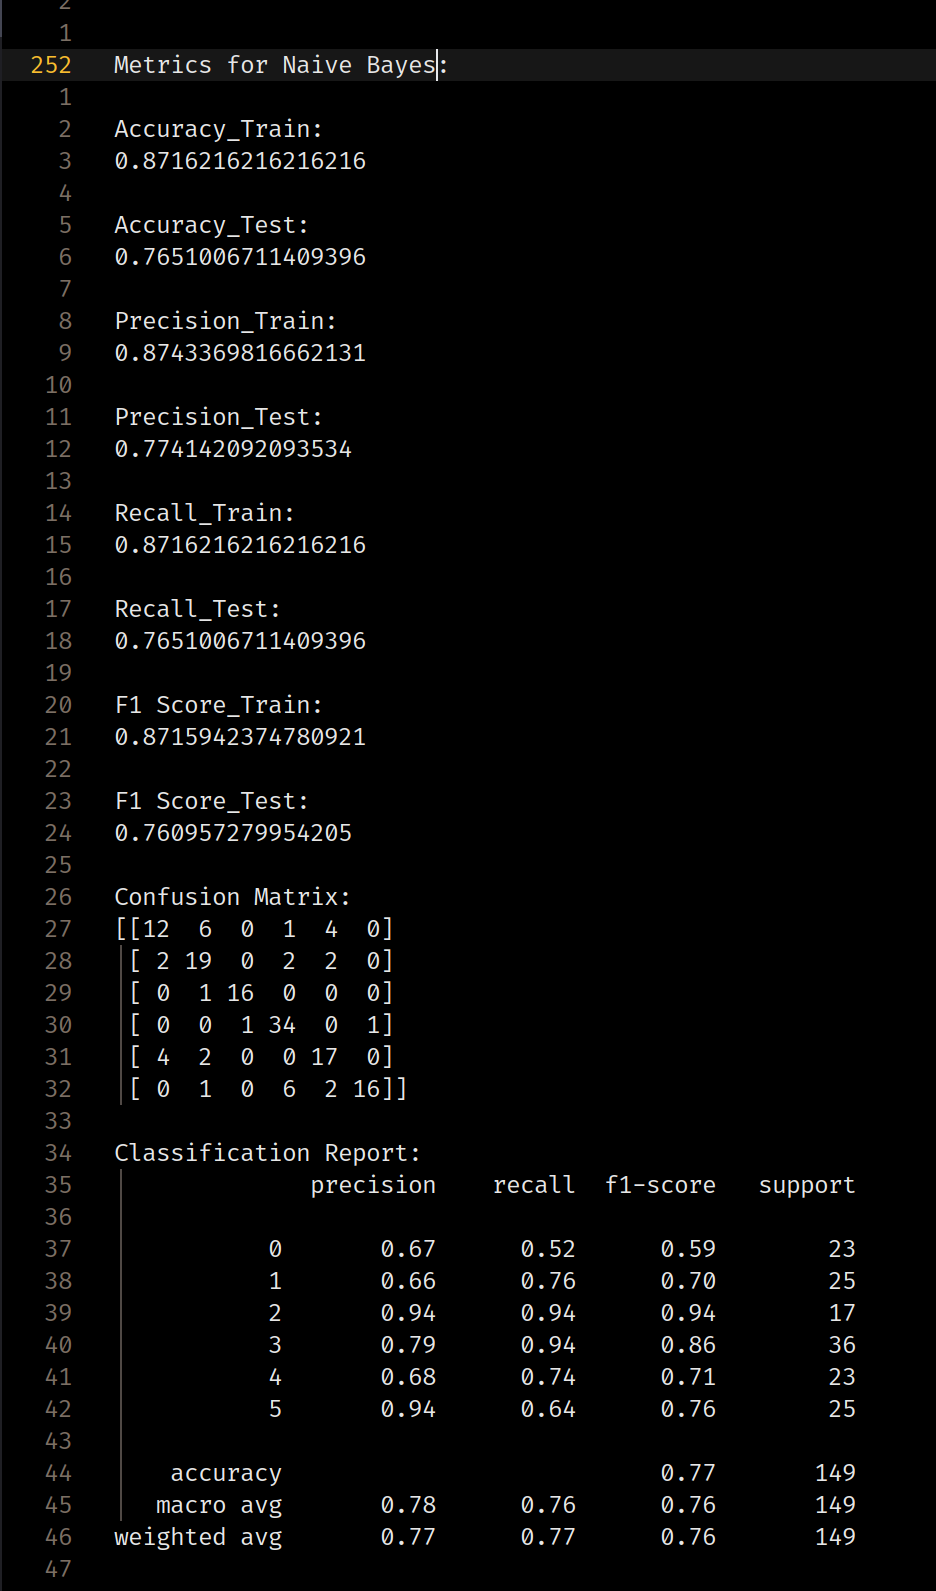 2
1
252 Metrics for Naive Bayes:
1
2 Accuracy_Train:
3 0.8716216216216216
4
5 Accuracy_Test:
6 0.7651006711409396
7
8 Precision_Train:
9 0.8743369816662131
10
11 Precision_Test:
12 0.774142092093534
13
14 Recall_Train:
15 0.8716216216216216
16
17 Recall_Test:
18 0.7651006711409396
19
20 F1 Score_Train:
21 0.8715942374780921
22
23 F1 Score_Test:
24 0.760957279954205
25
26 Confusion Matrix:
27 [[12  6  0  1  4  0]
28  [ 2 19  0  2  2  0]
29  [ 0  1 16  0  0  0]
30  [ 0  0  1 34  0  1]
31  [ 4  2  0  0 17  0]
32  [ 0  1  0  6  2 16]]
33
34 Classification Report:
35               precision    recall  f1-score   support
36
37            0       0.67      0.52      0.59        23
38            1       0.66      0.76      0.70        25
39            2       0.94      0.94      0.94        17
40            3       0.79      0.94      0.86        36
41            4       0.68      0.74      0.71        23
42            5       0.94      0.64      0.76        25
43
44     accuracy                           0.77       149
45    macro avg       0.78      0.76      0.76       149
46 weighted avg       0.77      0.77      0.76       149
47